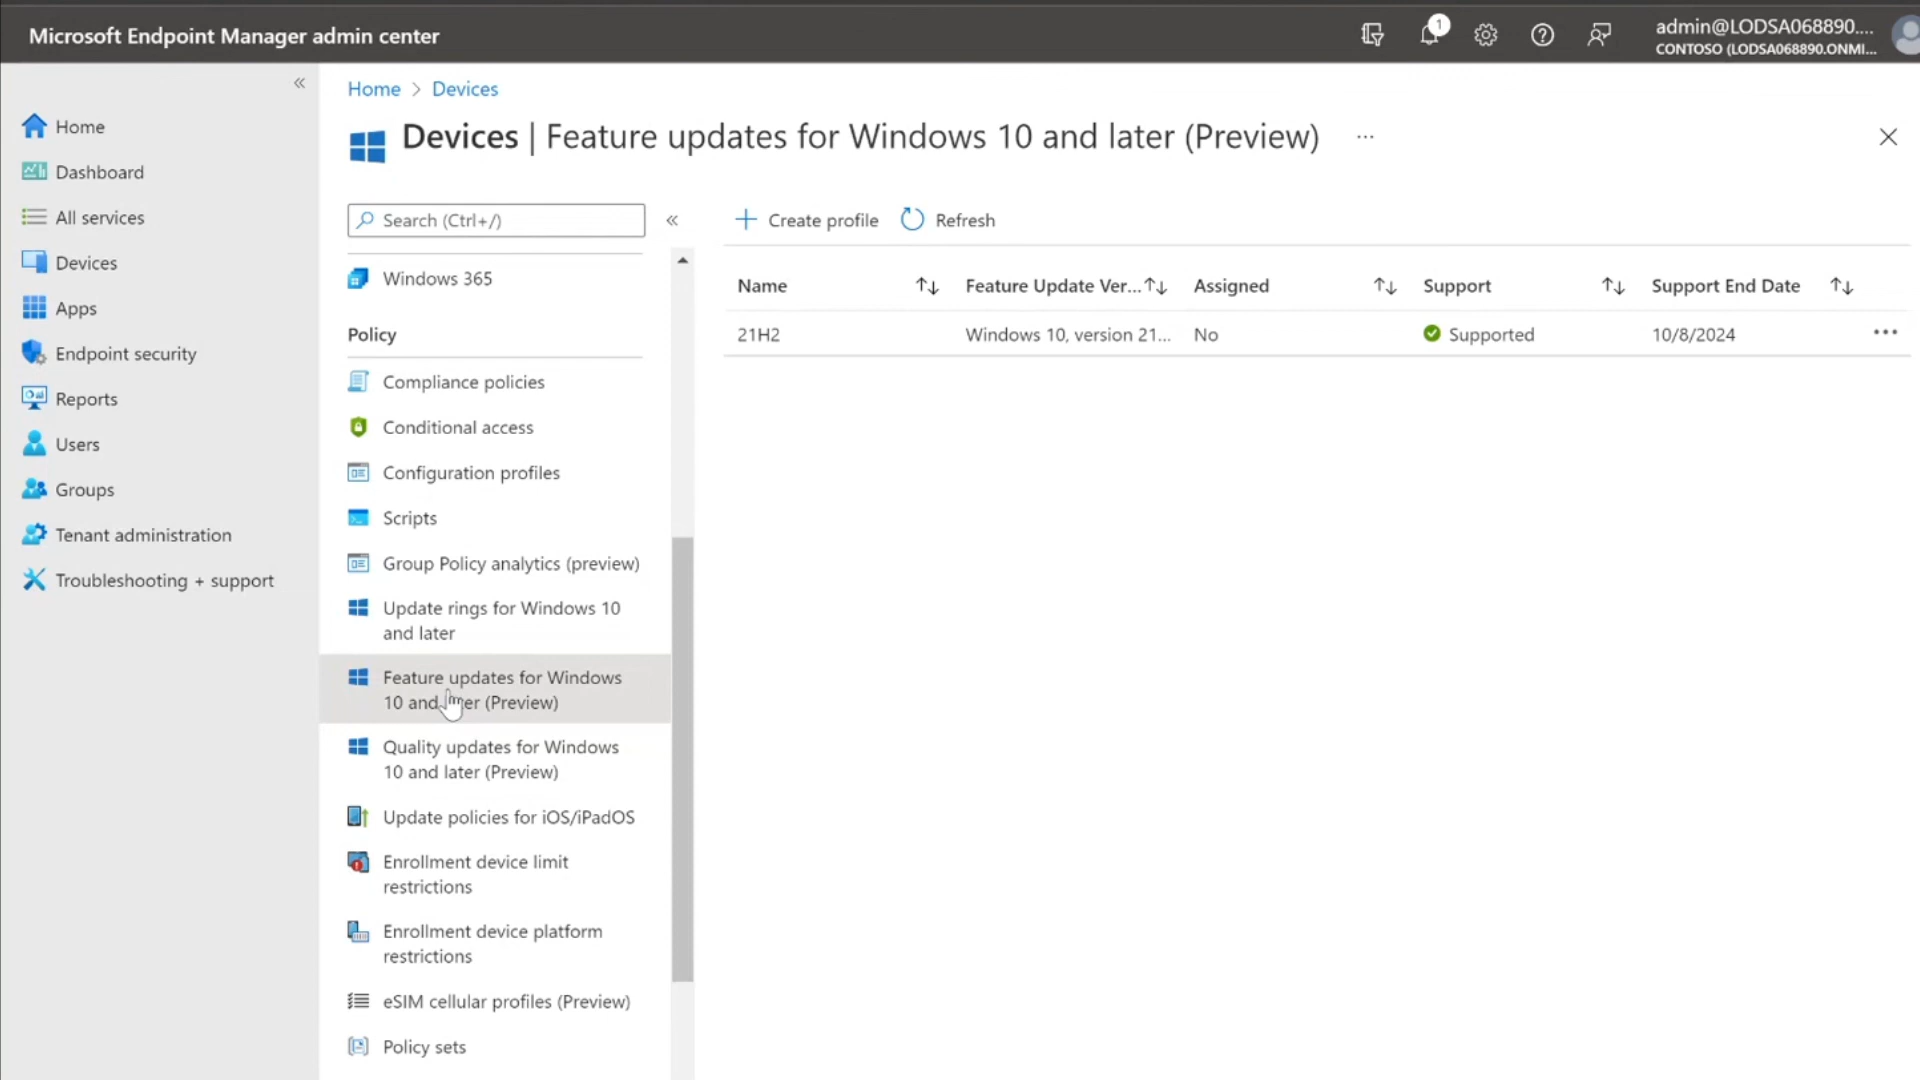 Microsoft Endpoint Manager admin center
1
admin@LODSA068890....
CONTOSO (LODSA068890.ONMI...
«
Home
Dashboard
All services
Devices
Apps
Endpoint security
Reports
Users
Groups
Tenant administration
Troubleshooting + support
Home > Devices
Devices | Feature updates for Windows 10 and later (Preview) ...
Search (Ctrl+/)
«
Windows 365
Policy
Compliance policies
Conditional access
Configuration profiles
Scripts
Group Policy analytics (preview)
Update rings for Windows 10
and later
Feature updates for Windows
10 and later (Preview)
Quality updates for Windows
10 and later (Preview)
Update policies for iOS/iPadOS
Enrollment device limit
restrictions
Enrollment device platform
restrictions
eSIM cellular profiles (Preview)
Policy sets
+ Create profile Refresh
Name Feature Update Ver... Assigned Support Support End Date
21H2 Windows 10, version 21... No Supported 10/8/2024 ...